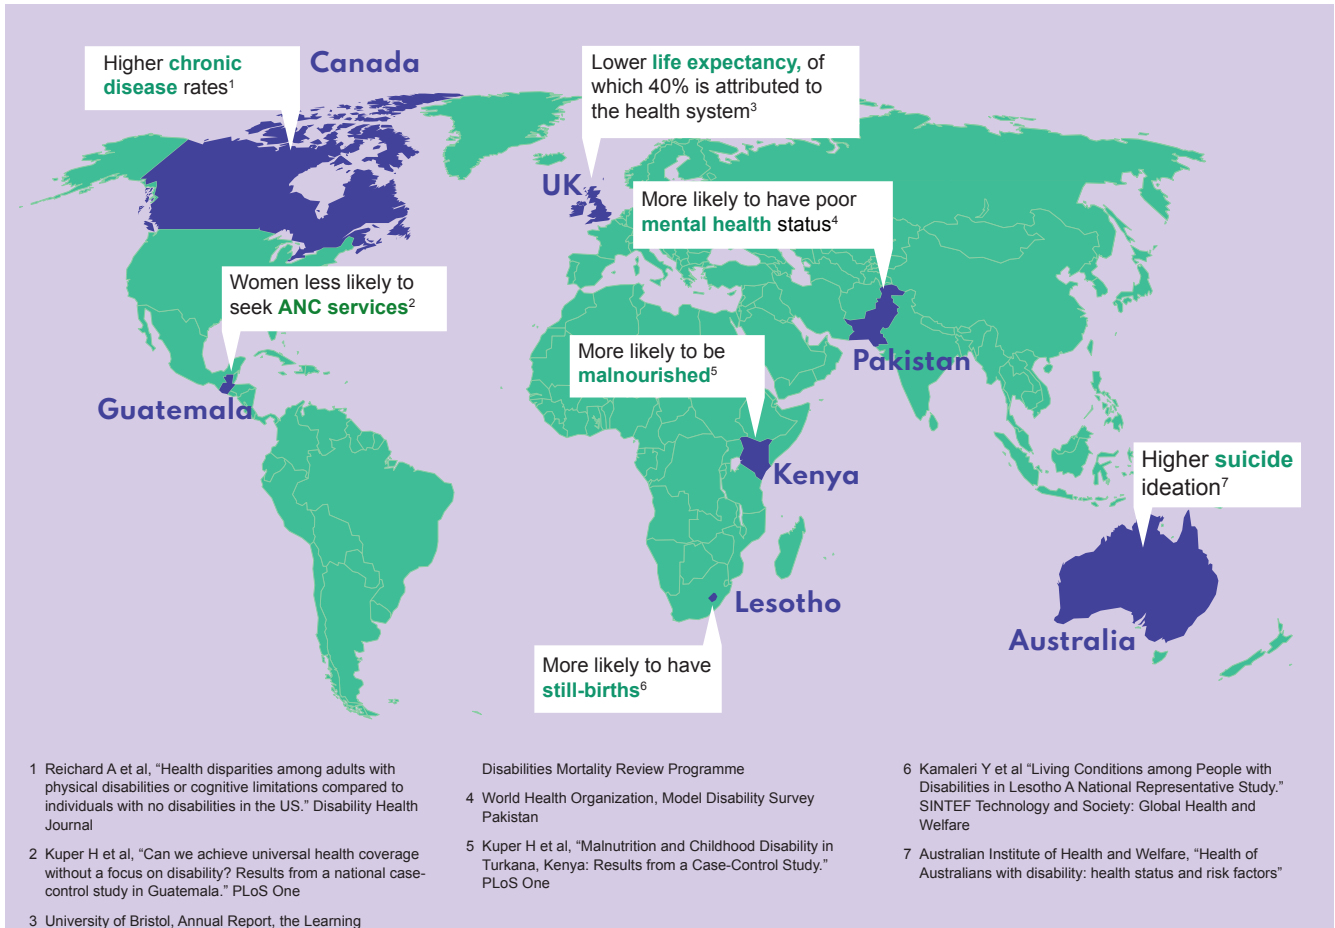 Higher chronic
disease rates1
Canada
Lower life expectancy, of
which 40% is attributed to
the health system3
UK
More likely to have poor
mental health status4
Women less likely to
seek ANC services2
More likely to be
malnourished5
Pakistan
Guatemala
Kenya
Higher suicide
ideation7
Lesotho
Australia
More likely to have
still-births6
1 Reichard A et al, “Health disparities among adults with
physical disabilities or cognitive limitations compared to
individuals with no disabilities in the US.” Disability Health
Journal
2 Kuper H et al, “Can we achieve universal health coverage
without a focus on disability? Results from a national case-
control study in Guatemala.” PLoS One
3 University of Bristol, Annual Report, the Learning
Disabilities Mortality Review Programme
4 World Health Organization, Model Disability Survey
Pakistan
5 Kuper H et al, “Malnutrition and Childhood Disability in
Turkana, Kenya: Results from a Case-Control Study.”
PLoS One
6 Kamaleri Y et al “Living Conditions among People with
Disabilities in Lesotho A National Representative Study.”
SINTEF Technology and Society: Global Health and
Welfare
7 Australian Institute of Health and Welfare, “Health of
Australians with disability: health status and risk factors”